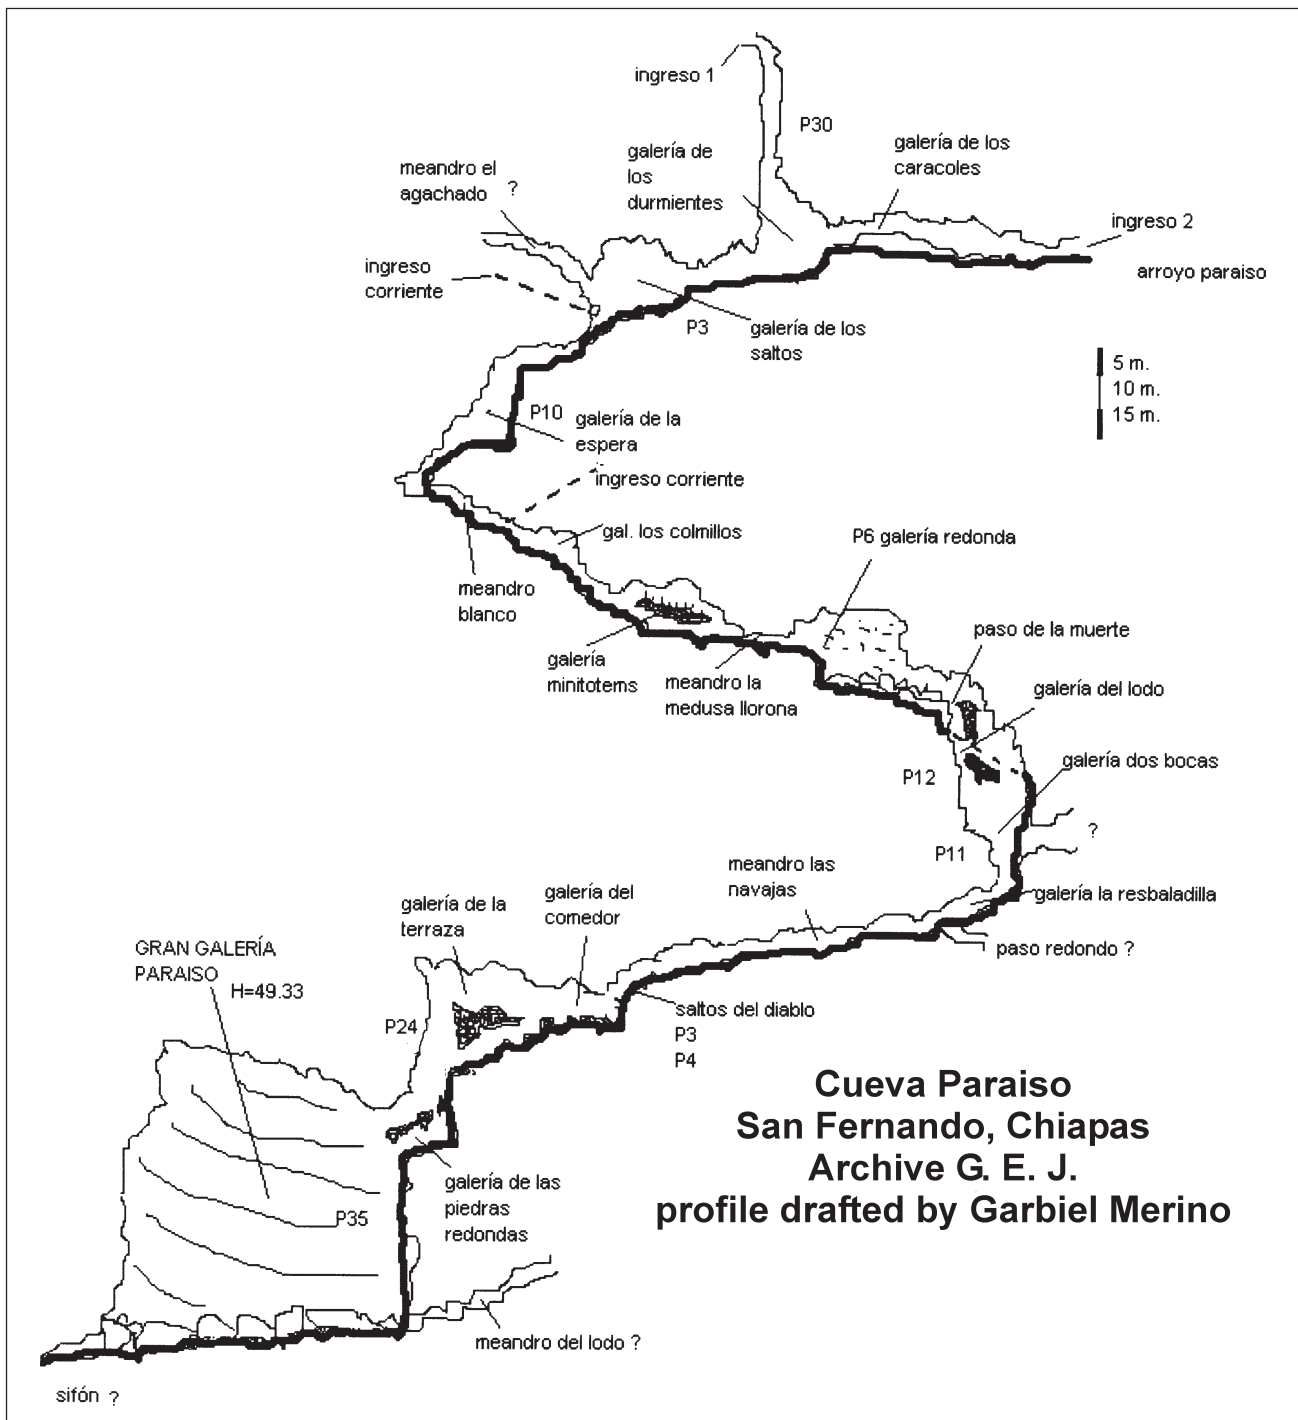 ingreso 1
P30
galería de los
caracoles
galería de
los
durmientes
meandro el
agachado ?
ingreso 2
arroyo paraiso
ingreso
corriente
P3
galería de los
saltos
5 m.
10 m.
15 m.
P10
galería de la
espera
ingreso corriente
gal. los colmillos
P6 galería redonda
meandro
blanco
paso de la muerte
galería
minitotems
meandro la
medusa llorona
galería del lodo
galería dos bocas
P12
?
P11
meandro las
navajas
galería la resbaladilla
galería de la
terraza
galería del
comedor
paso redondo ?
GRAN GALERÍA
PARAISO
H=49.33
saltos del diablo
P3
P4
P24
Cueva Paraiso
San Fernando, Chiapas
Archive G. E. J.
profile drafted by Garbiel Merino
galería de las
piedras
redondas
P35
meandro del lodo ?
sifón ?